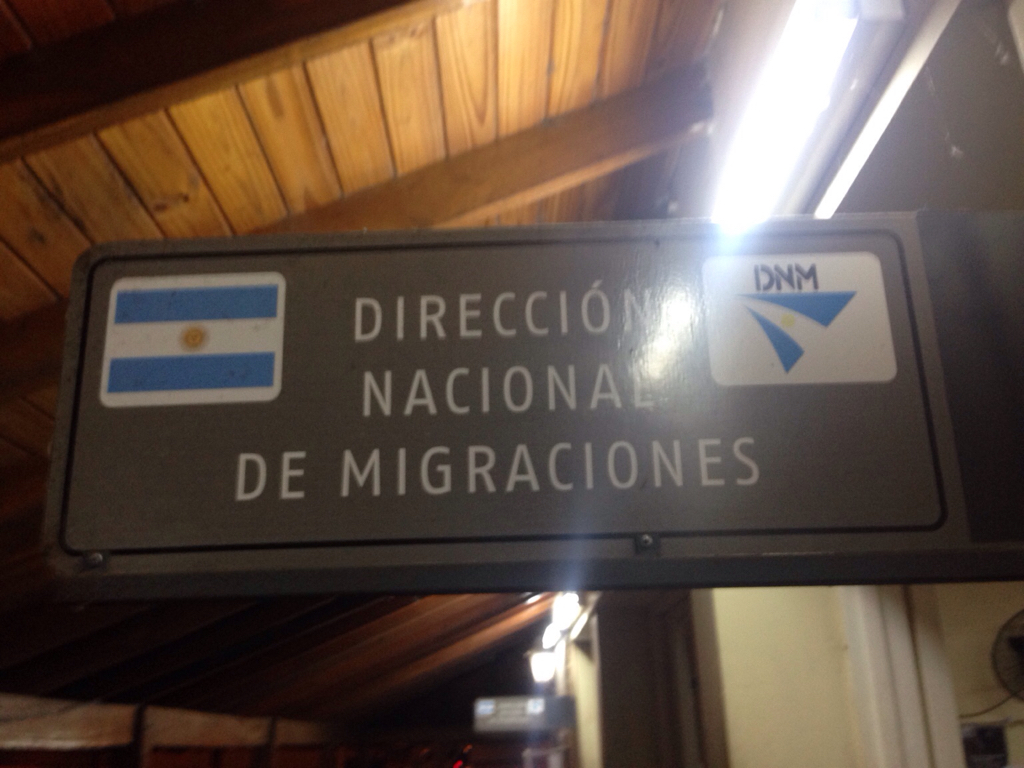 DIRECCIÓN
NACIONAL
DE MIGRACIONES
DNM